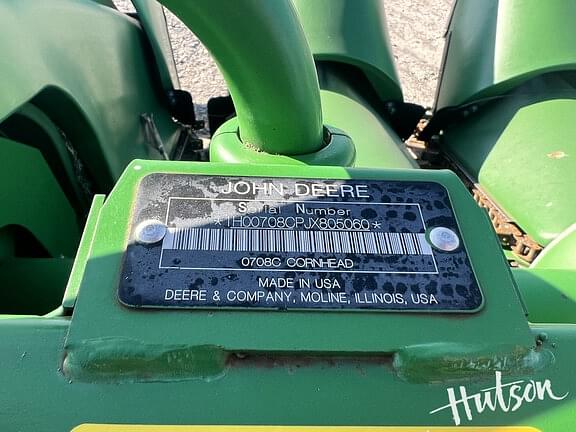 JOHN DEERE
Serial Number
*1H00708CPJX805060*
0708C CORNHEAD
MADE IN USA
DEERE & COMPANY, MOLINE, ILLINOIS, USA
Hutson